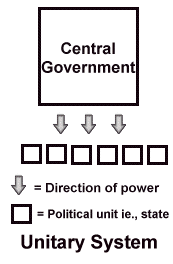 Central
Government
= Direction of power
= Political unit ie., state
Unitary System